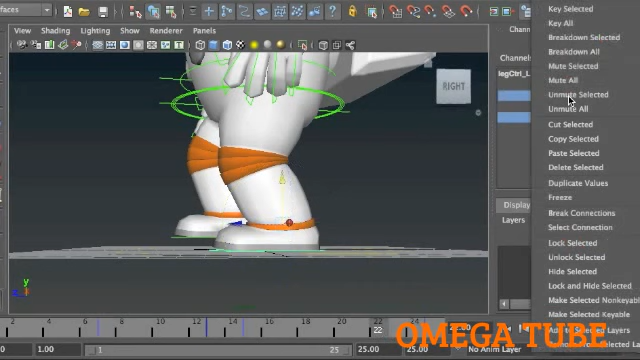 faces
Key Selected
Key All
View Shading Lighting Show Renderer Panels
Breakdown Selected
Breakdown All
Channels
Mute Selected
legCtrl_L
Mute All
RIGHT
Unmute Selected
Unmute All
Cut Selected
Copy Selected
Paste Selected
Delete Selected
Duplicate Values
Freeze
Display
Break Connections
Layers
Select Connection
Lock Selected
Unlock Selected
Hide Selected
y
Lock and Hide Selected
Make Selected Nonkeyab
Make Selected Keyable
2 4 6 8 10 12 14 16 18 20 22
22
OMEGA TUBE
1.00 1 25 25.00 25.00 No Anim Layer